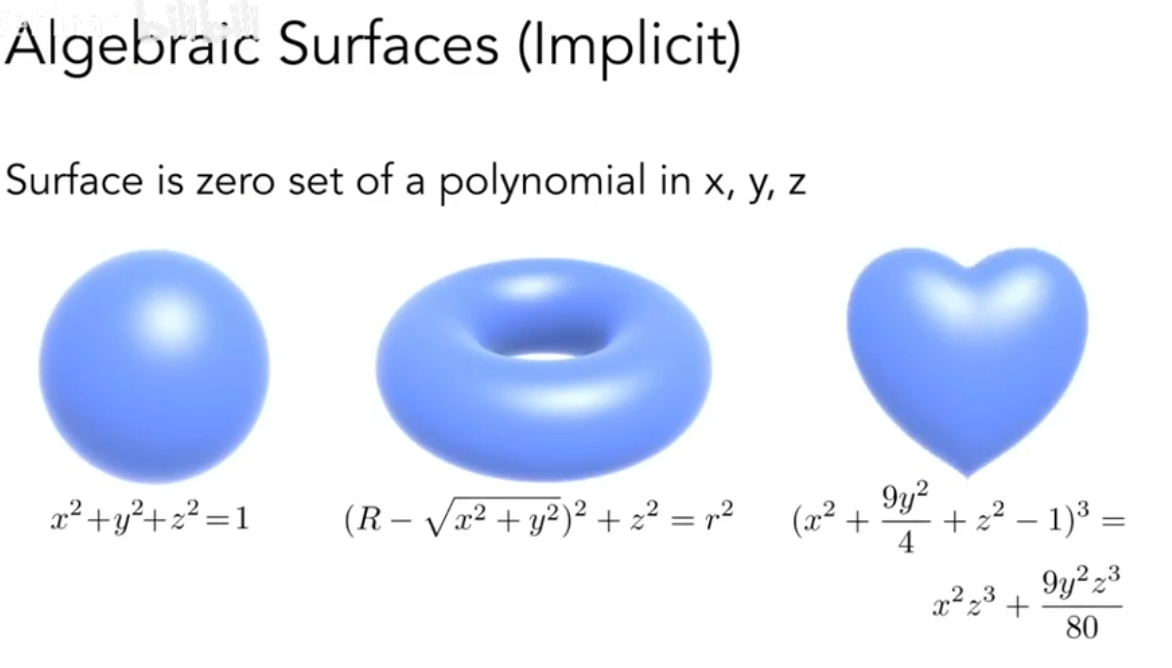 Algebraic Surfaces (Implicit)
Surface is zero set of a polynomial in x, y, z
x²+y²+z²=1
(R − √(x² + y²))² + z² = r²
(x² + 9y²/4 + z² − 1)³ =
x²z³ + 9y²z³/80